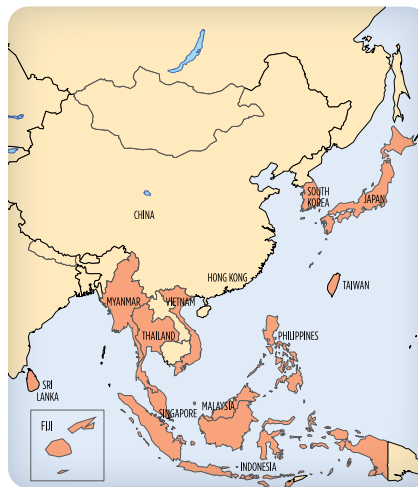 SOUTH
KOREA
JAPAN
CHINA
HONG KONG
TAIWAN
MYANMAR
VIETNAM
THAILAND
PHILIPPINES
SRI
LANKA
SINGAPORE
MALAYSIA
FIJI
INDONESIA